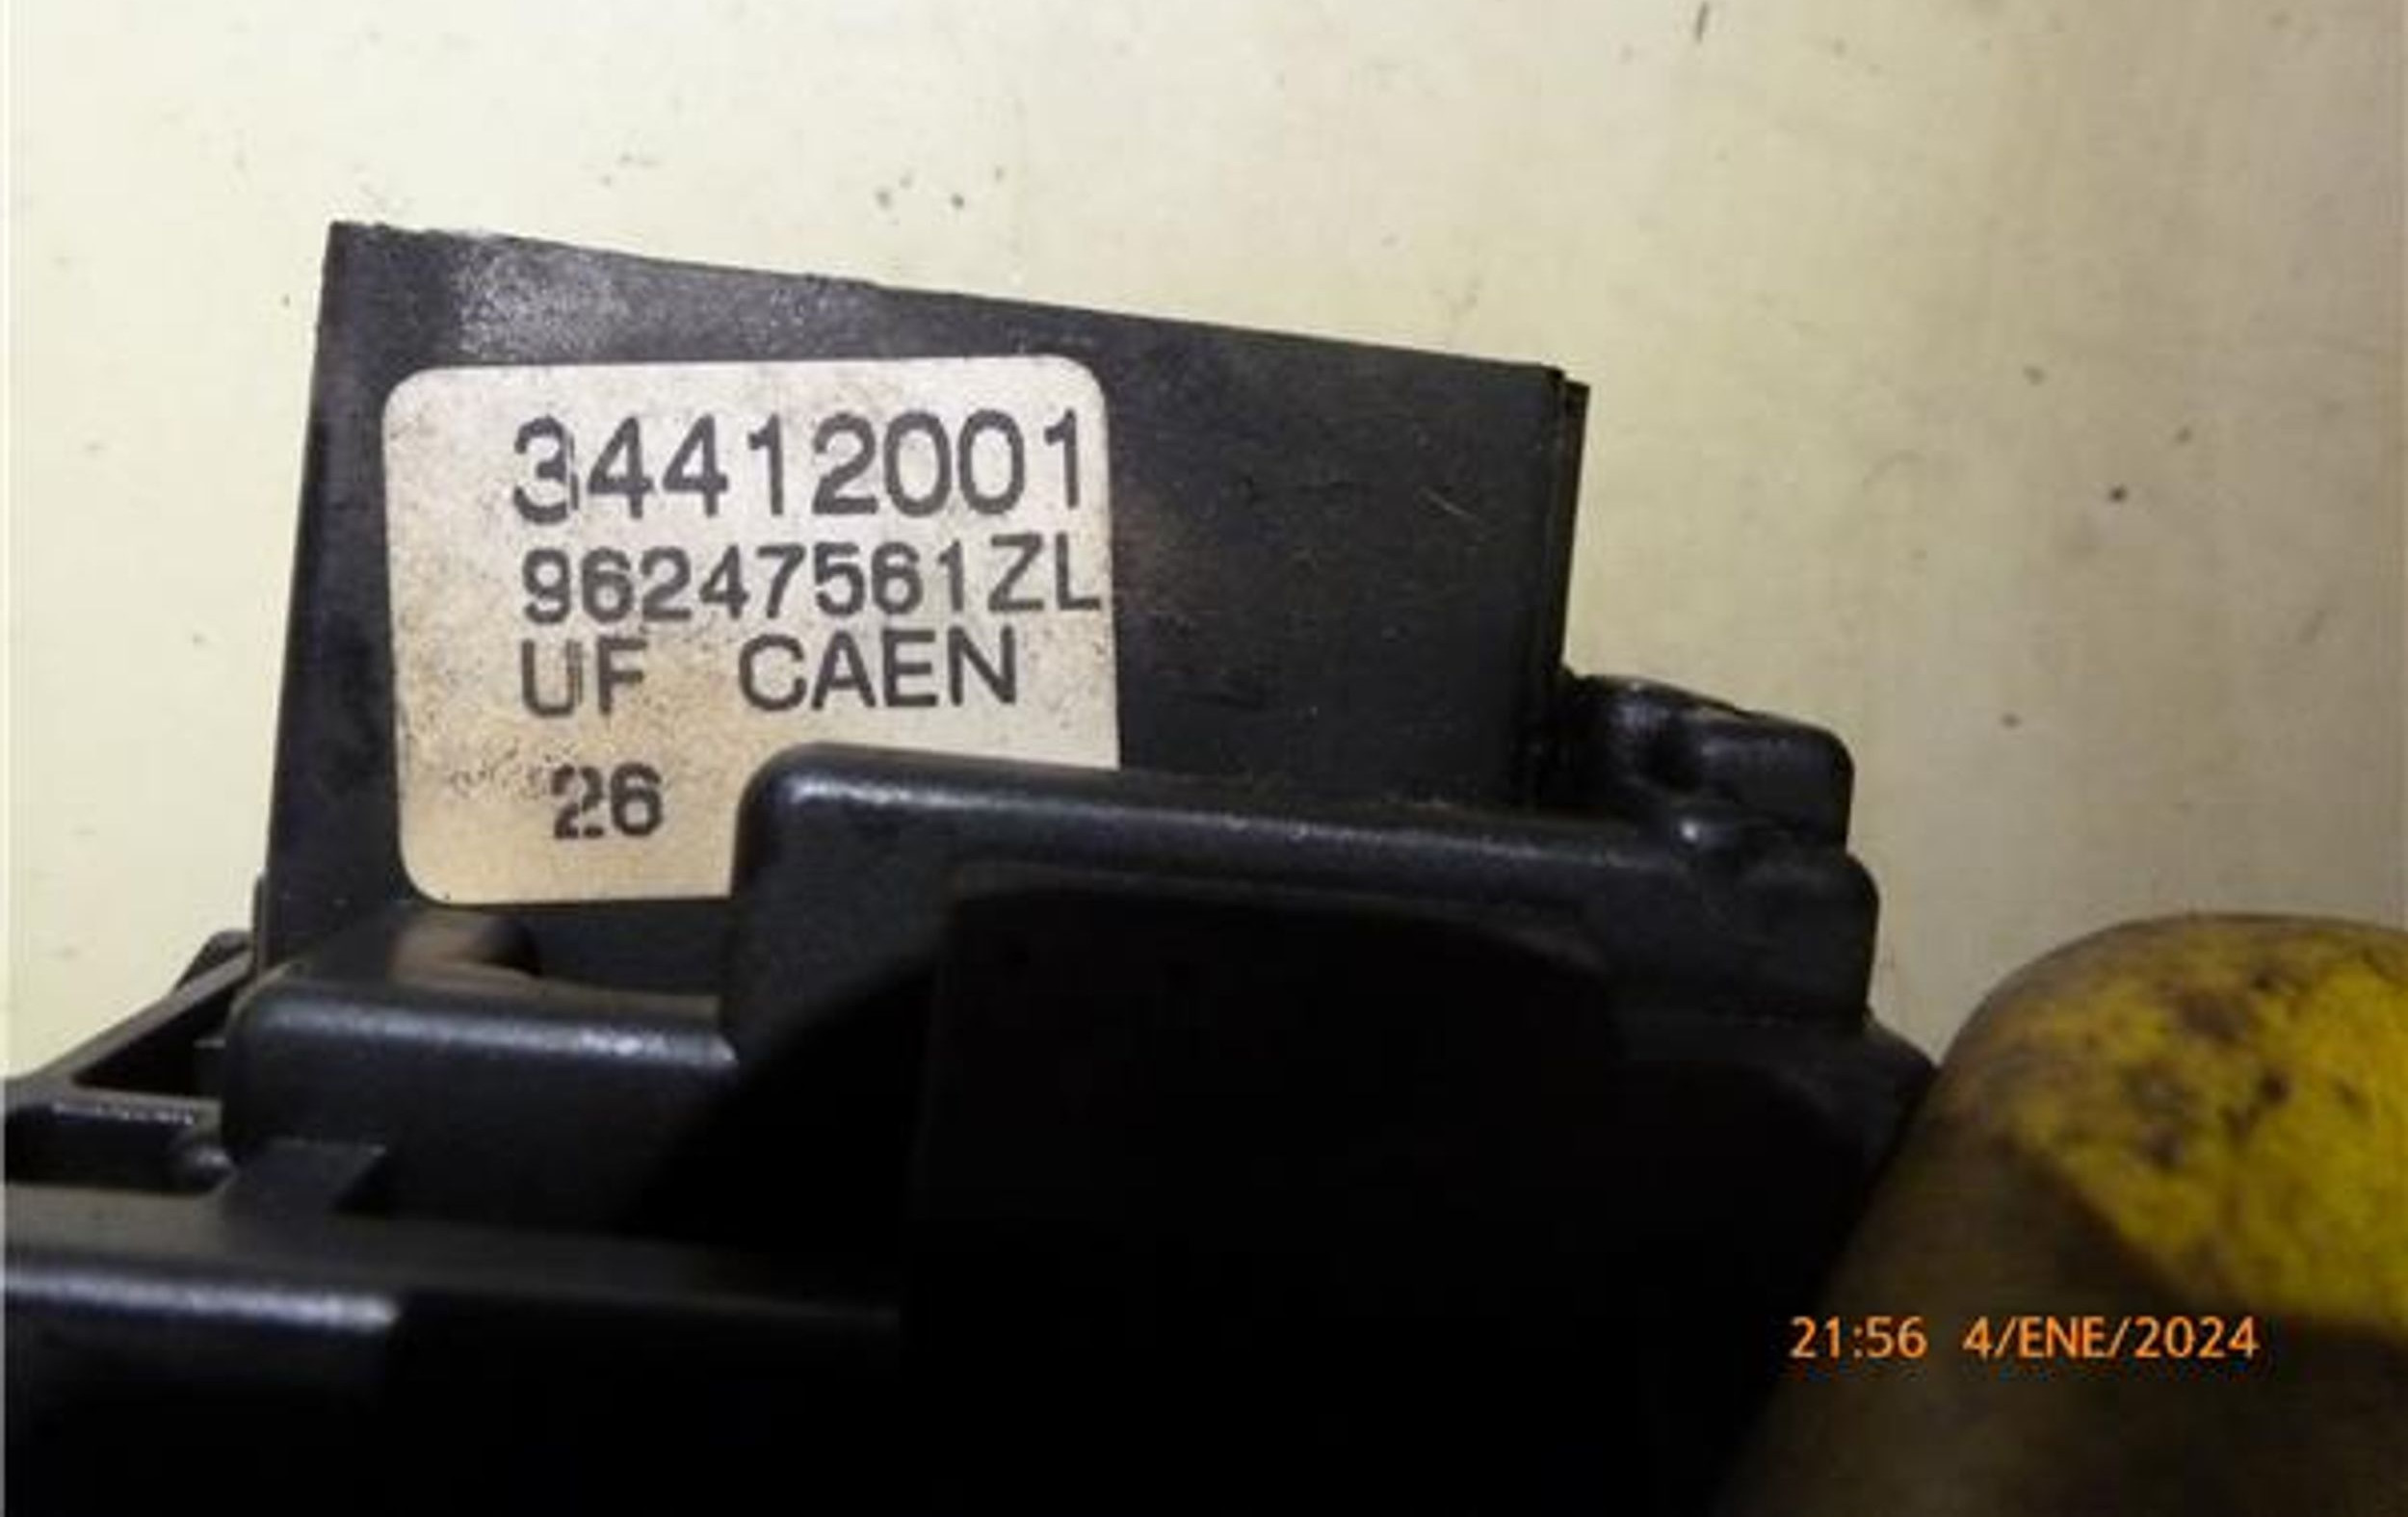 34412001
96247561ZL
UF CAEN
26
21:56 4/ENE/2024